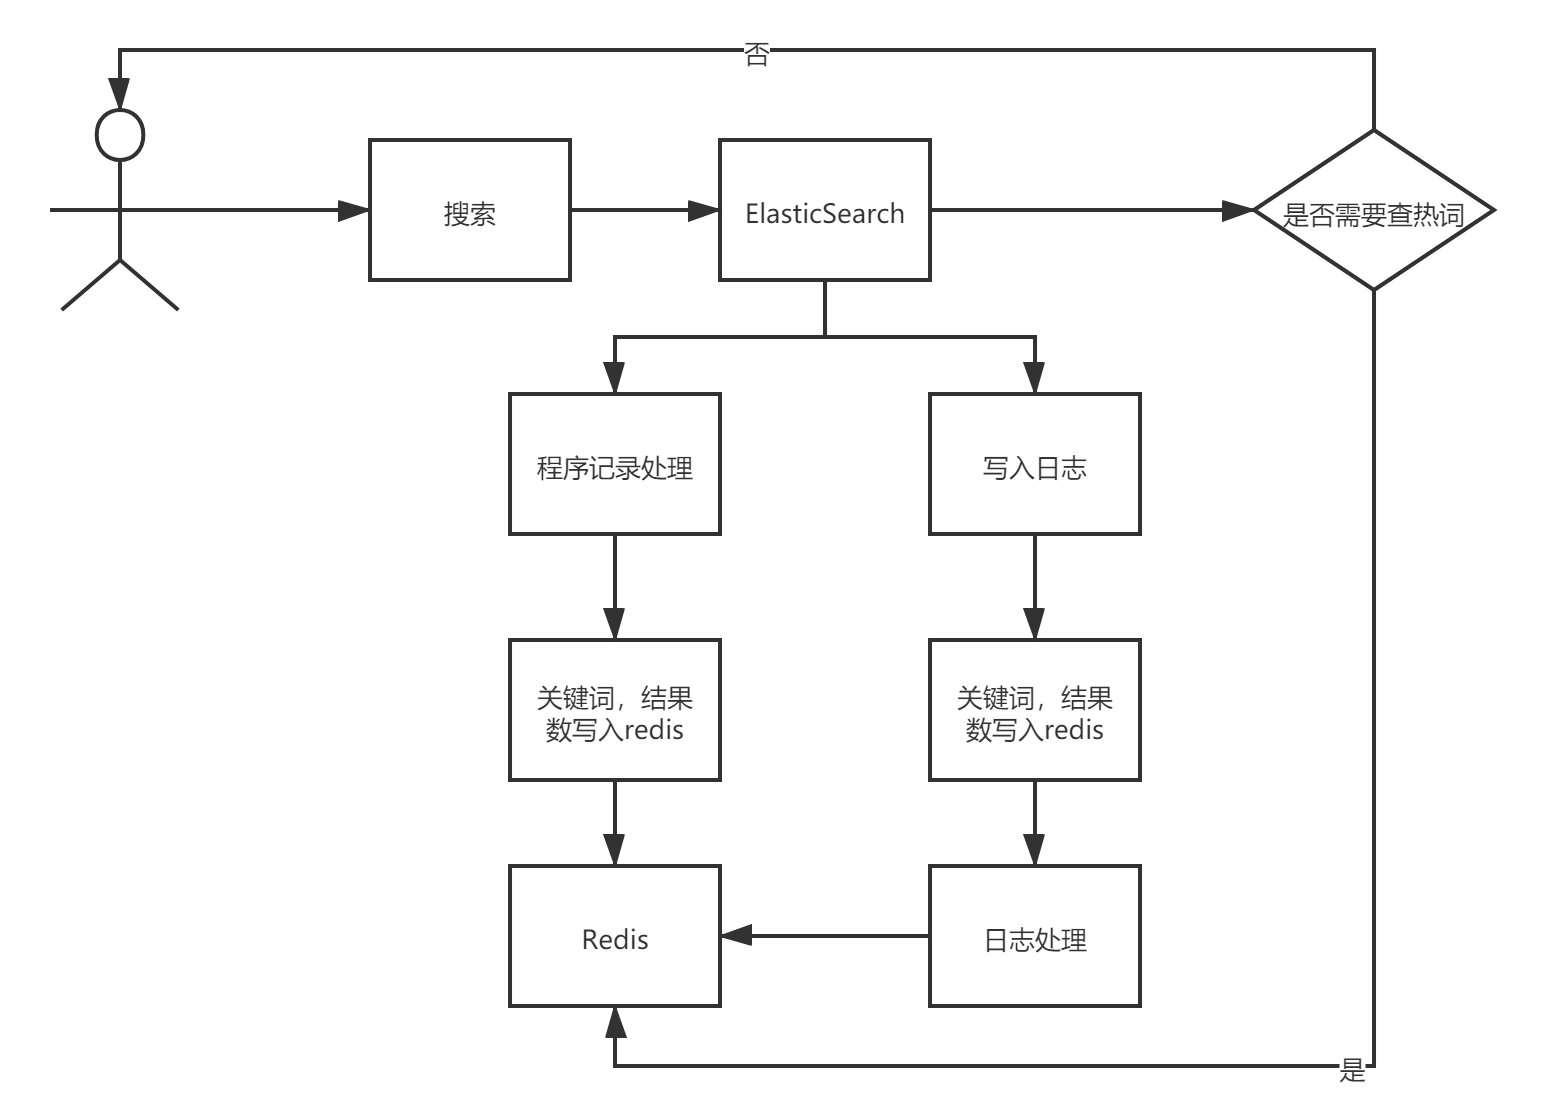 否
搜索
ElasticSearch
是否需要查热词
程序记录处理
写入日志
关键词，结果
数写入redis
关键词，结果
数写入redis
Redis
日志处理
是